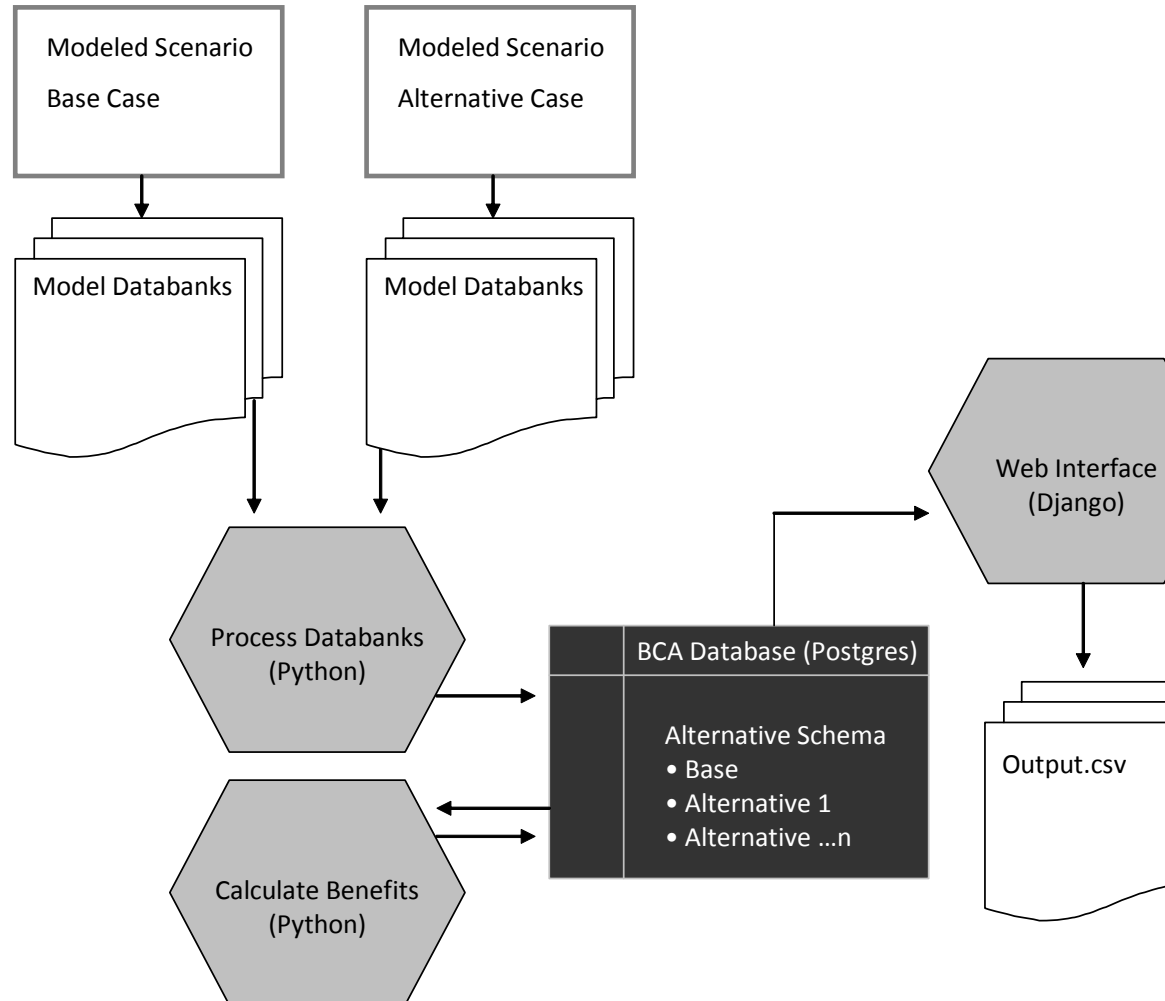 Modeled Scenario
Base Case
Modeled Scenario
Alternative Case
Model Databanks
Model Databanks
Web Interface
(Django)
Process Databanks
(Python)
BCA Database (Postgres)
Alternative Schema
• Base
• Alternative 1
• Alternative …n
Output.csv
Calculate Benefits
(Python)